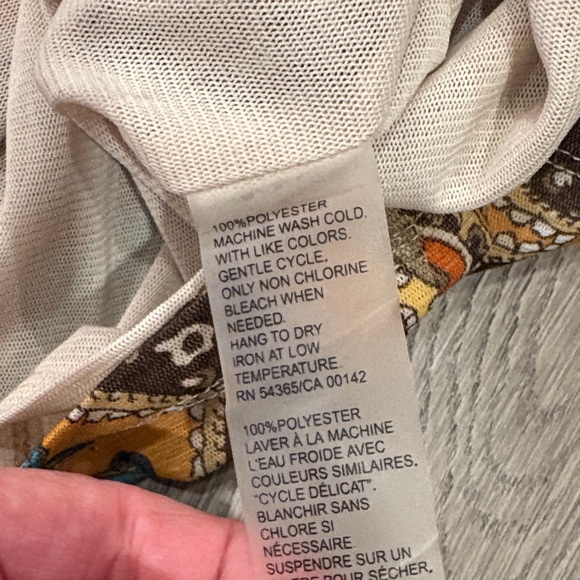 100%POLYESTER
MACHINE WASH COLD.
WITH LIKE COLORS.
GENTLE CYCLE.
ONLY NON CHLORINE
BLEACH WHEN
NEEDED.
HANG TO DRY
IRON AT LOW
TEMPERATURE.
RN 54365/CA 00142
100%POLYESTER
LAVER À LA MACHINE
L'EAU FROIDE AVEC
COULEURS SIMILAIRES.
"CYCLE DÉLICAT".
BLANCHIR SANS
CHLORE SI
NÉCESSAIRE.
SUSPENDRE SUR UN
POUR SÉCHER.